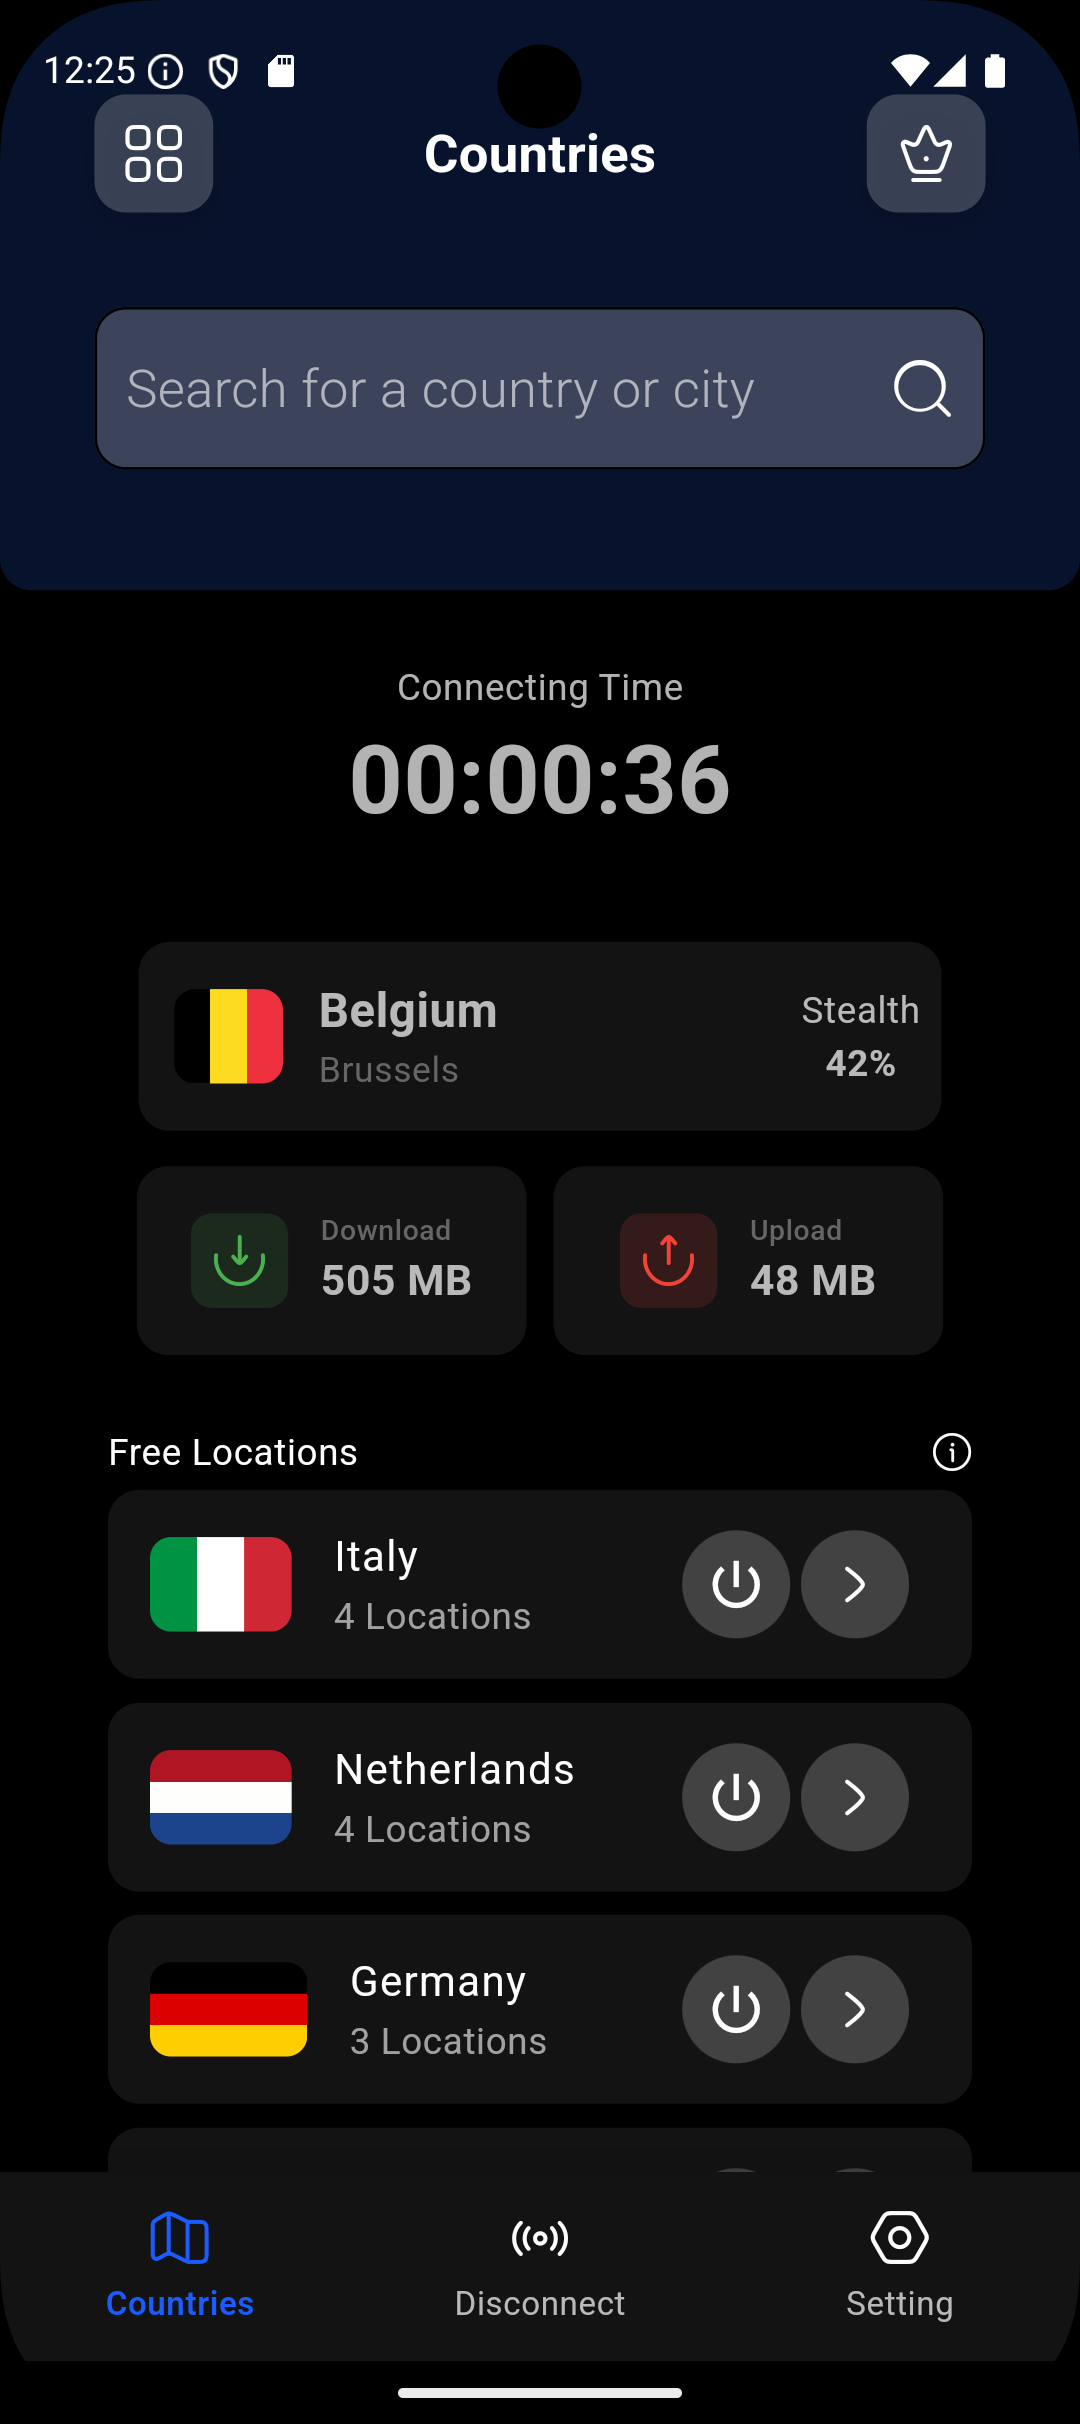 12:25
Countries
Search for a country or city
Connecting Time
00:00:36
Belgium
Brussels
Stealth
42%
Download
505 MB
Upload
48 MB
Free Locations
Italy
4 Locations
Netherlands
4 Locations
Germany
3 Locations
Countries
Disconnect
Setting